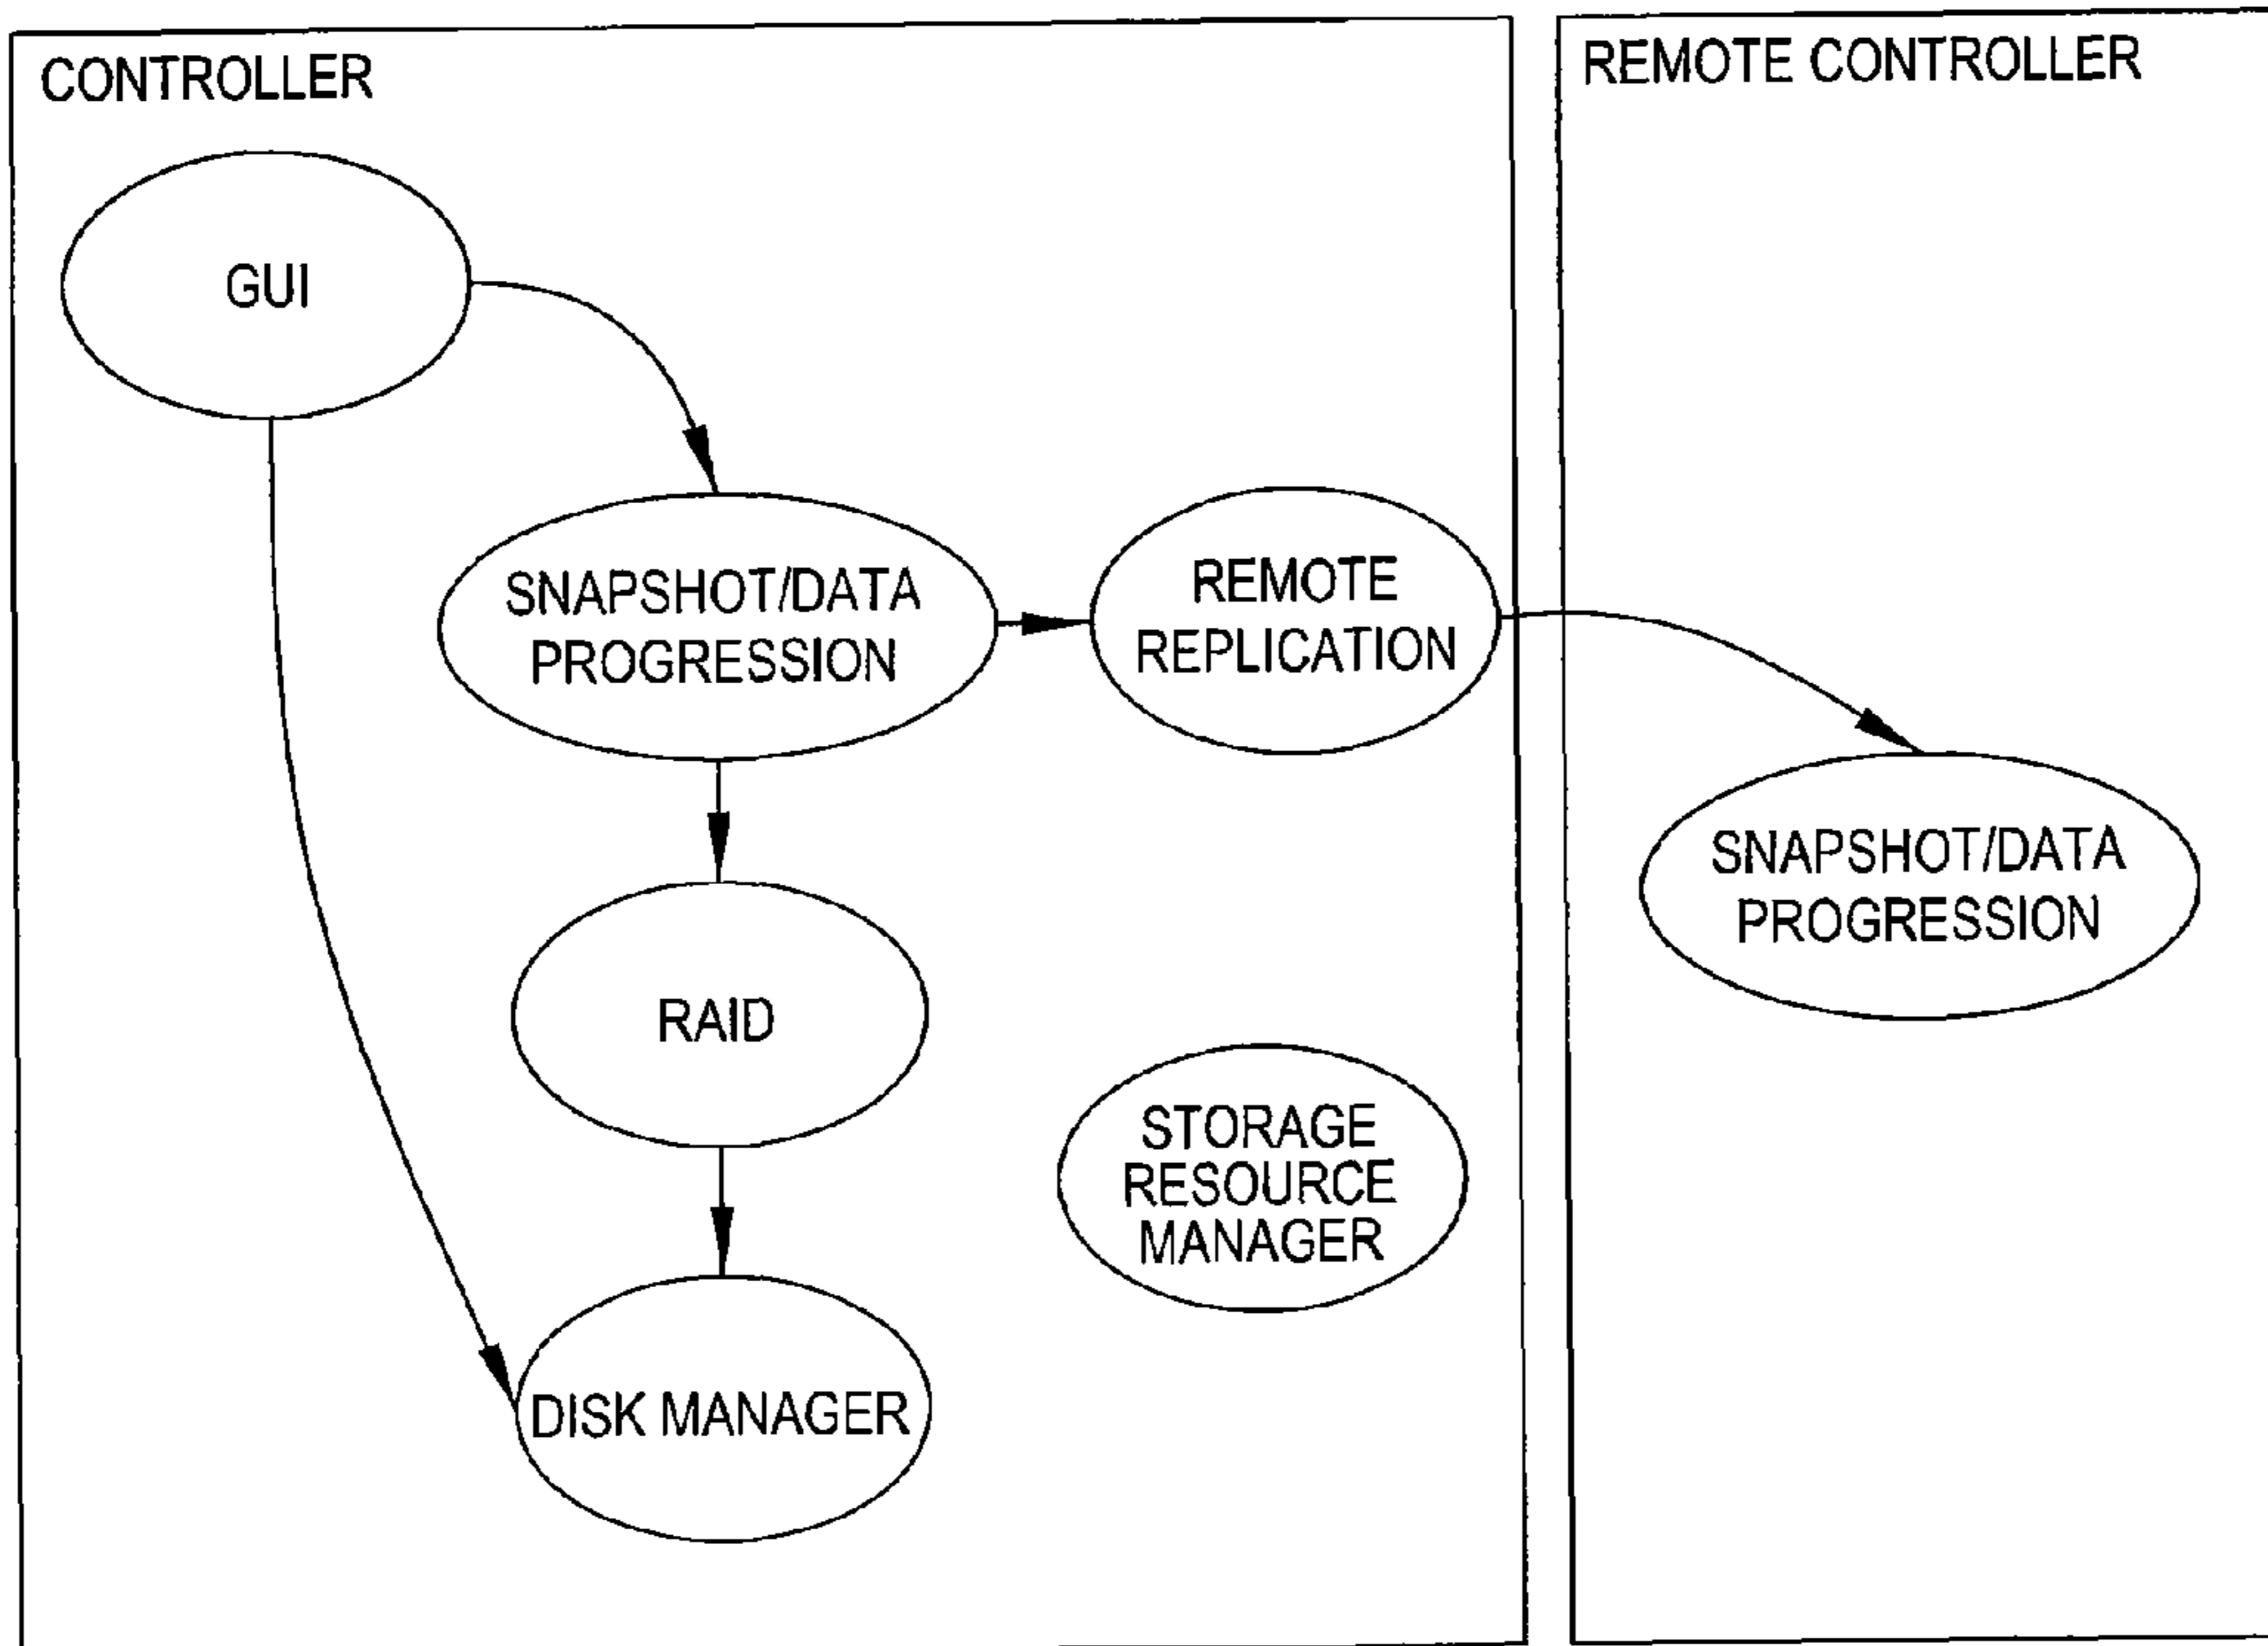 CONTROLLER
REMOTE CONTROLLER
GUI
SNAPSHOT/DATA
PROGRESSION
REMOTE
REPLICATION
SNAPSHOT/DATA
PROGRESSION
RAID
STORAGE
RESOURCE
MANAGER
DISK MANAGER